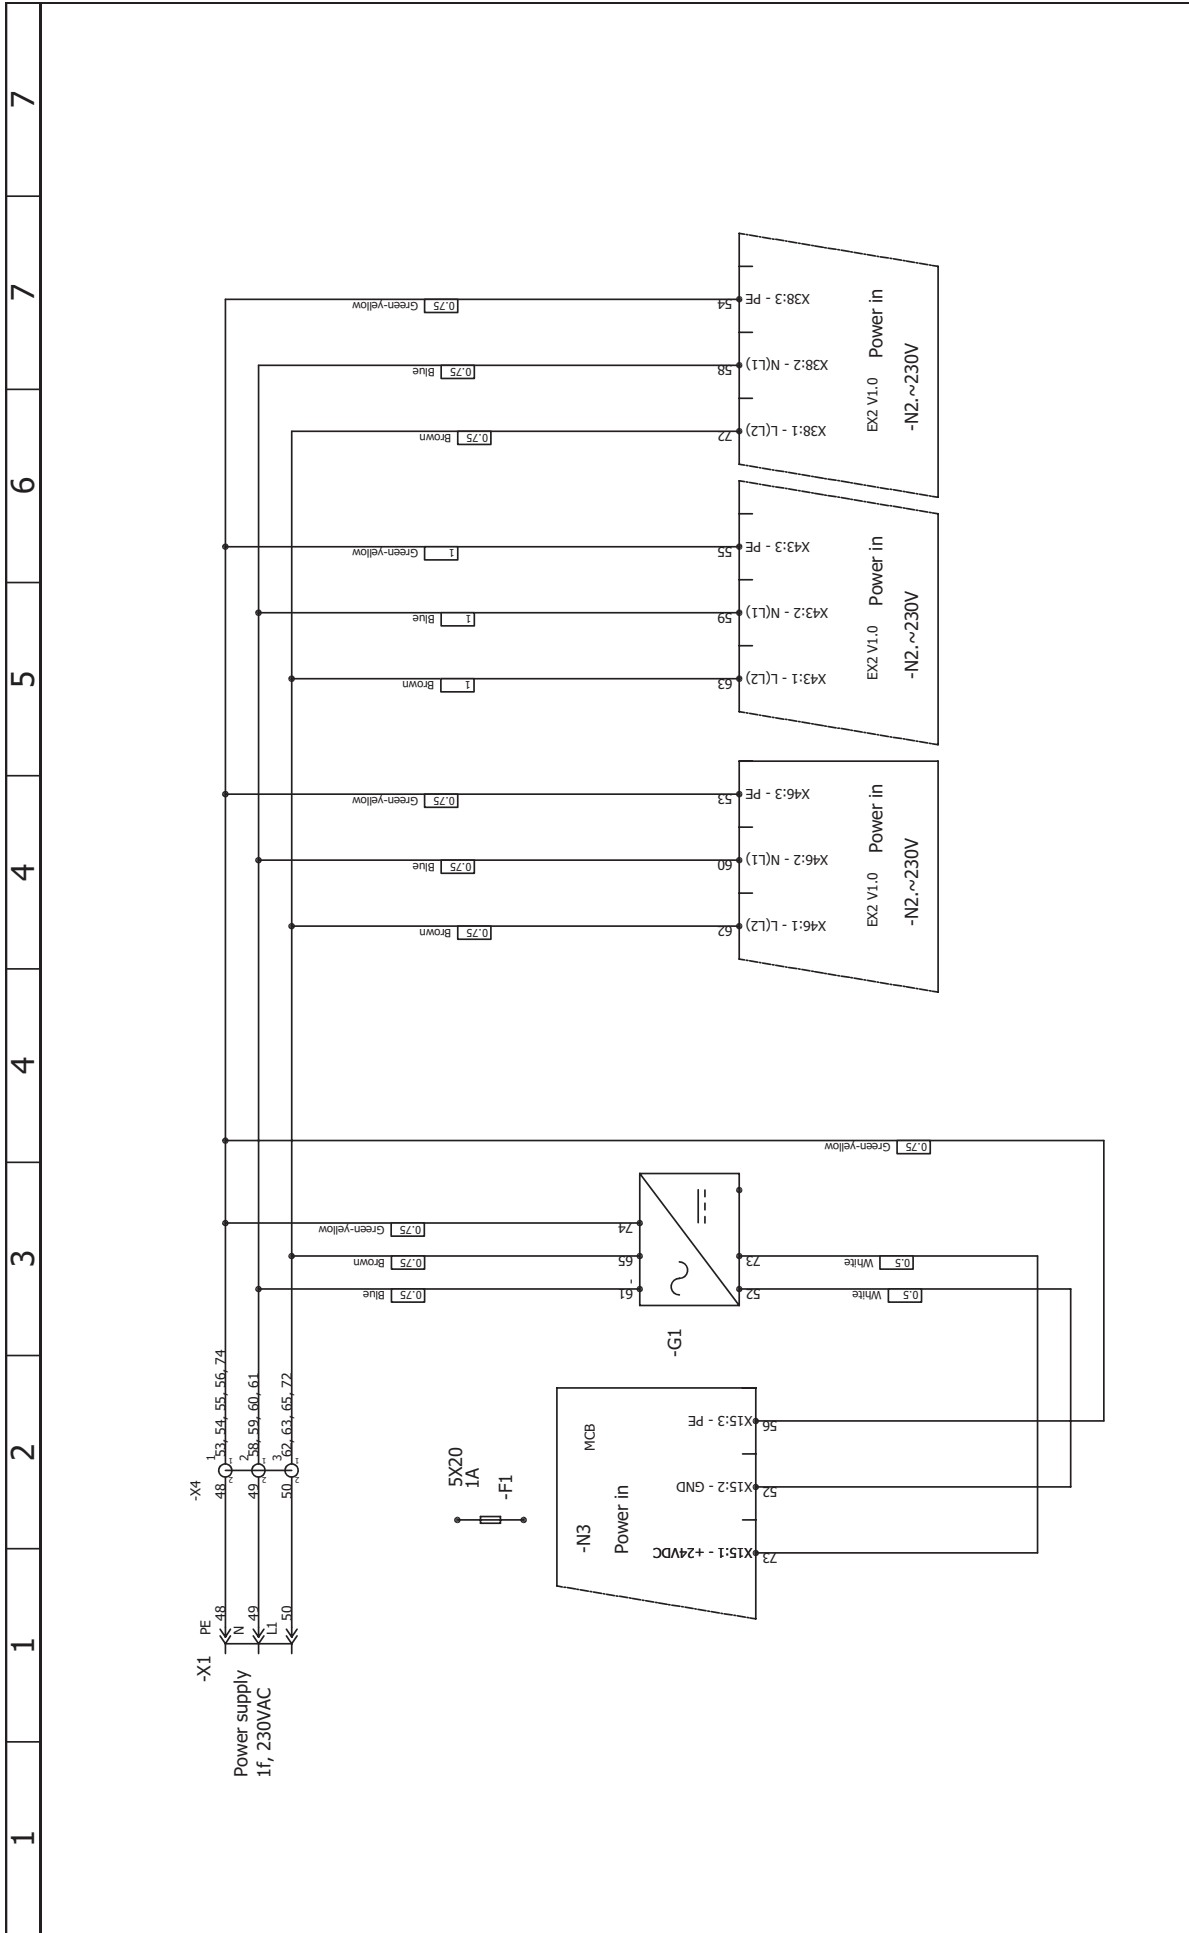 1
1
2
3
4
4
5
6
7
7
Power supply
1f, 230VAC
-X1
PE
48
N
49
L1
50
-X4
48
1
2
1
53, 54, 55, 56, 74
49
2
2
1
58, 59, 60, 61
50
3
2
1
62, 63, 65, 72
5X20
1A
-F1
-N3
MCB
Power in
X15:1 - +24VDC
73
X15:2 - GND
52
X15:3 - PE
56
-G1
61
-
65
74
52
73
Blue 0.75
Brown 0.75
Green-yellow 0.75
White 0.5
White 0.5
Green-yellow 0.75
Brown 0.75
Blue 0.75
Green-yellow 0.75
62
60
53
X46:1 - L(L2)
X46:2 - N(L1)
X46:3 - PE
EX2 V1.0 Power in
-N2.~230V
Brown 1
Blue 1
Green-yellow 1
63
59
55
X43:1 - L(L2)
X43:2 - N(L1)
X43:3 - PE
EX2 V1.0 Power in
-N2.~230V
Brown 0.75
Blue 0.75
Green-yellow 0.75
72
58
54
X38:1 - L(L2)
X38:2 - N(L1)
X38:3 - PE
EX2 V1.0 Power in
-N2.~230V